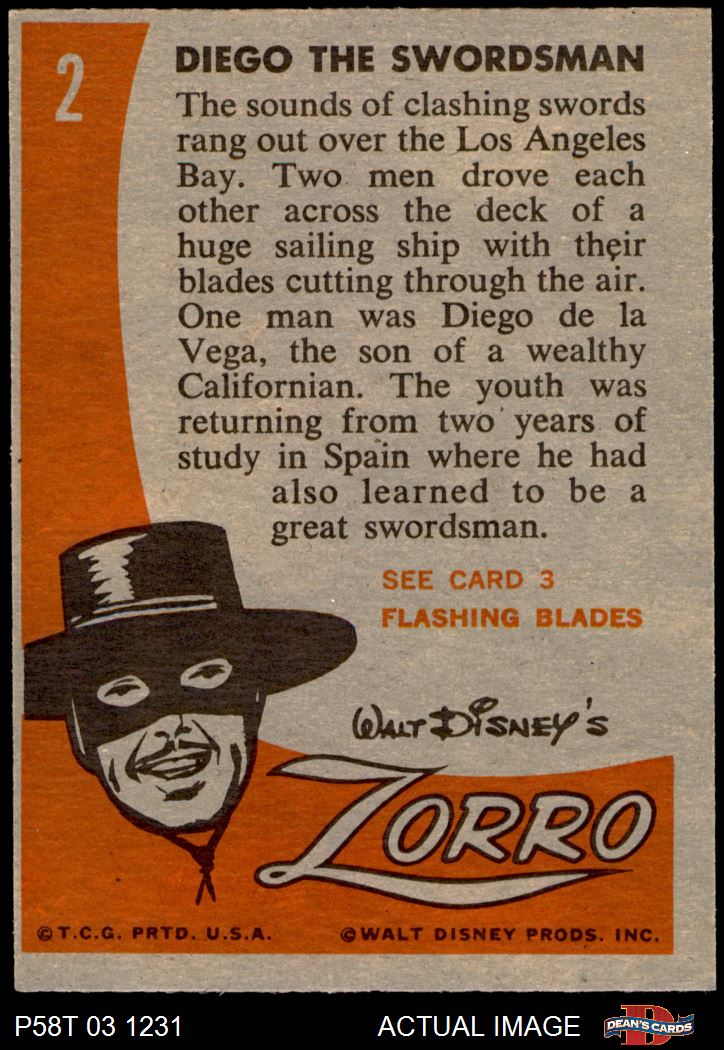 2
DIEGO THE SWORDSMAN
The sounds of clashing swords
rang out over the Los Angeles
Bay. Two men drove each
other across the deck of a
huge sailing ship with their
blades cutting through the air.
One man was Diego de la
Vega, the son of a wealthy
Californian. The youth was
returning from two years of
study in Spain where he had
also learned to be a
great swordsman.
SEE CARD 3
FLASHING BLADES
WALT DISNEY'S
ZORRO
©T.C.G. PRTD. U.S.A.
©WALT DISNEY PRODS. INC.
P58T 03 1231
ACTUAL IMAGE
D
DEAN'S CARDS